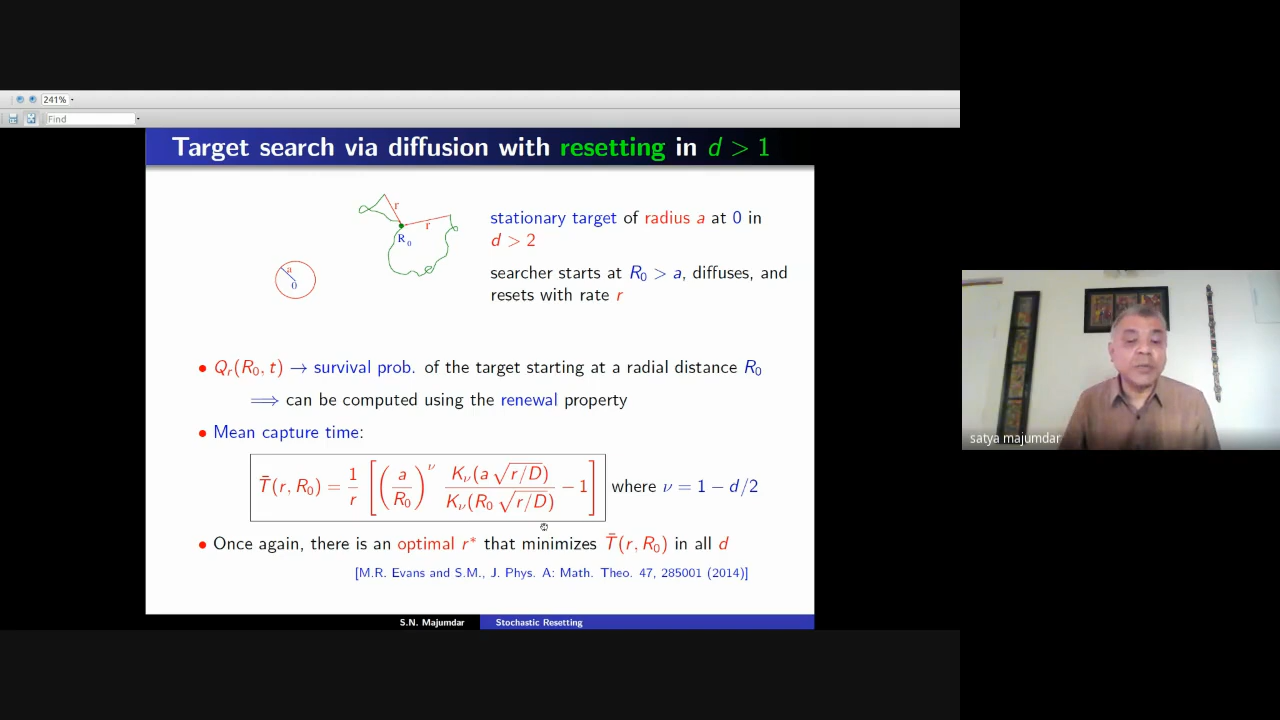 241%
Find
Target search via diffusion with resetting in d > 1
r
r
R₀
a
0
stationary target of radius a at 0 in
d > 2
searcher starts at R₀ > a, diffuses, and
resets with rate r
• Qᵣ(R₀, t) → survival prob. of the target starting at a radial distance R₀
⟹ can be computed using the renewal property
• Mean capture time:
T̄(r, R₀) = 1/r [ (a/R₀)^ν K_ν(a √(r/D)) / K_ν(R₀ √(r/D)) − 1 ] where ν = 1 − d/2
• Once again, there is an optimal r* that minimizes T̄(r, R₀) in all d
[M.R. Evans and S.M., J. Phys. A: Math. Theo. 47, 285001 (2014)]
S.N. Majumdar Stochastic Resetting
satya majumdar